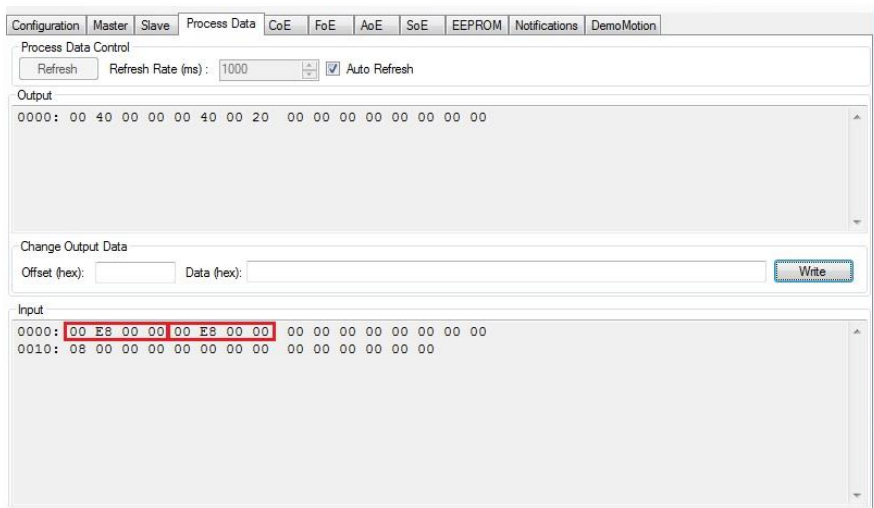 Configuration Master Slave Process Data CoE FoE AoE SoE EEPROM Notifications DemoMotion
Process Data Control
Refresh Refresh Rate (ms) : 1000 Auto Refresh
Output
0000: 00 40 00 00 00 40 00 20 00 00 00 00 00 00 00 00
Change Output Data
Offset (hex): Data (hex): Write
Input
0000: 00 E8 00 00 00 E8 00 00 00 00 00 00 00 00 00 00
0010: 08 00 00 00 00 00 00 00 00 00 00 00 00 00